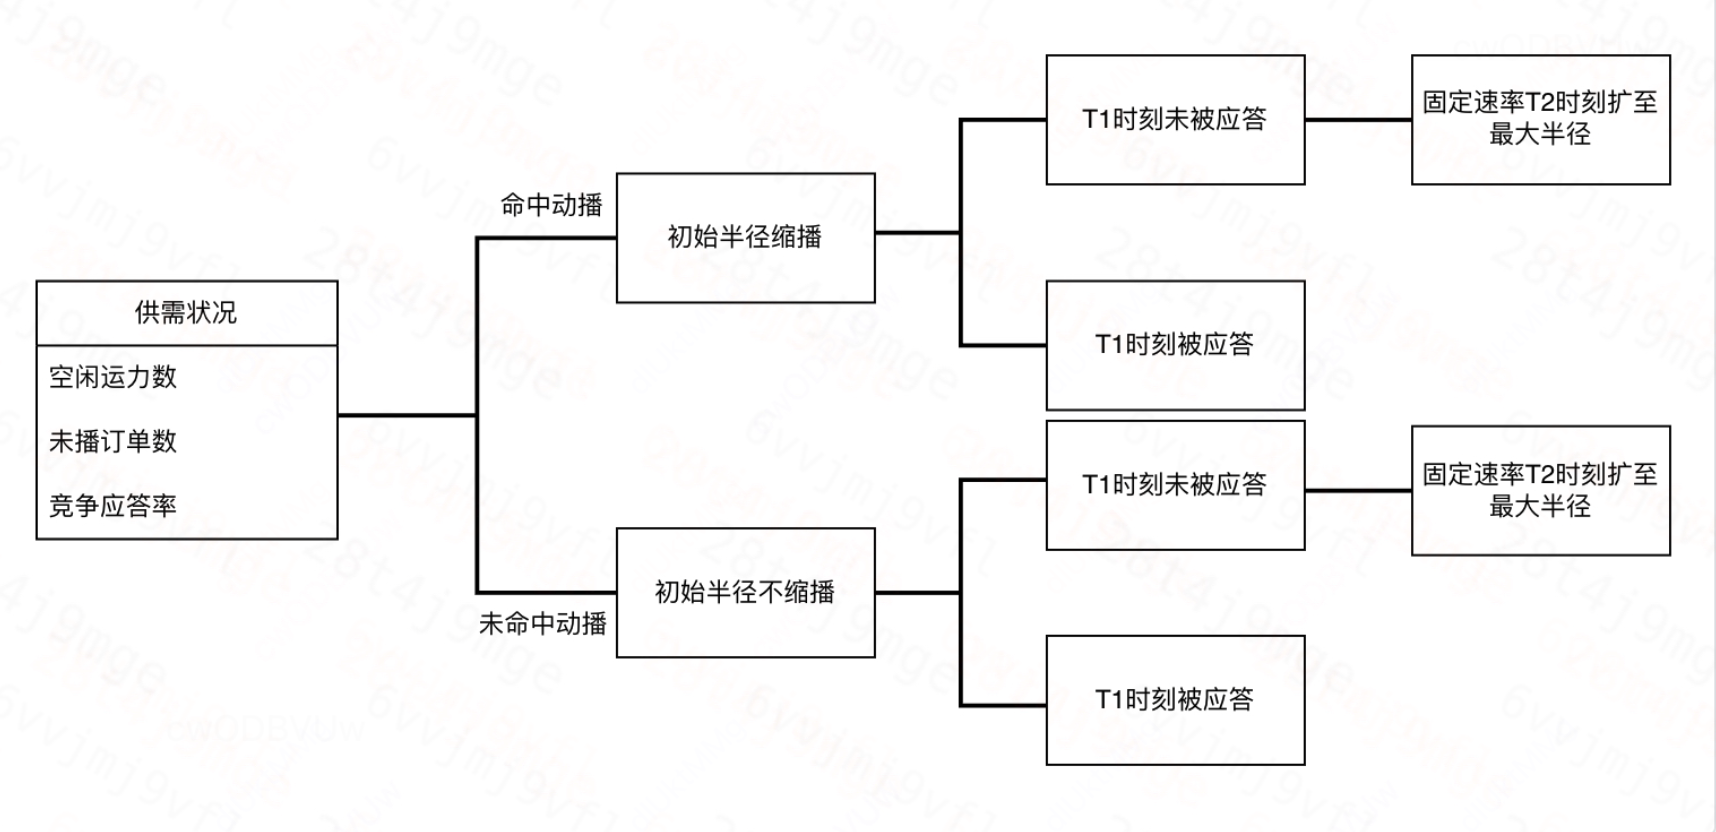 供需状况
空闲运力数
未播订单数
竞争应答率
命中动播
初始半径缩播
T1时刻未被应答
固定速率T2时刻扩至
最大半径
T1时刻被应答
未命中动播
初始半径不缩播
T1时刻未被应答
固定速率T2时刻扩至
最大半径
T1时刻被应答